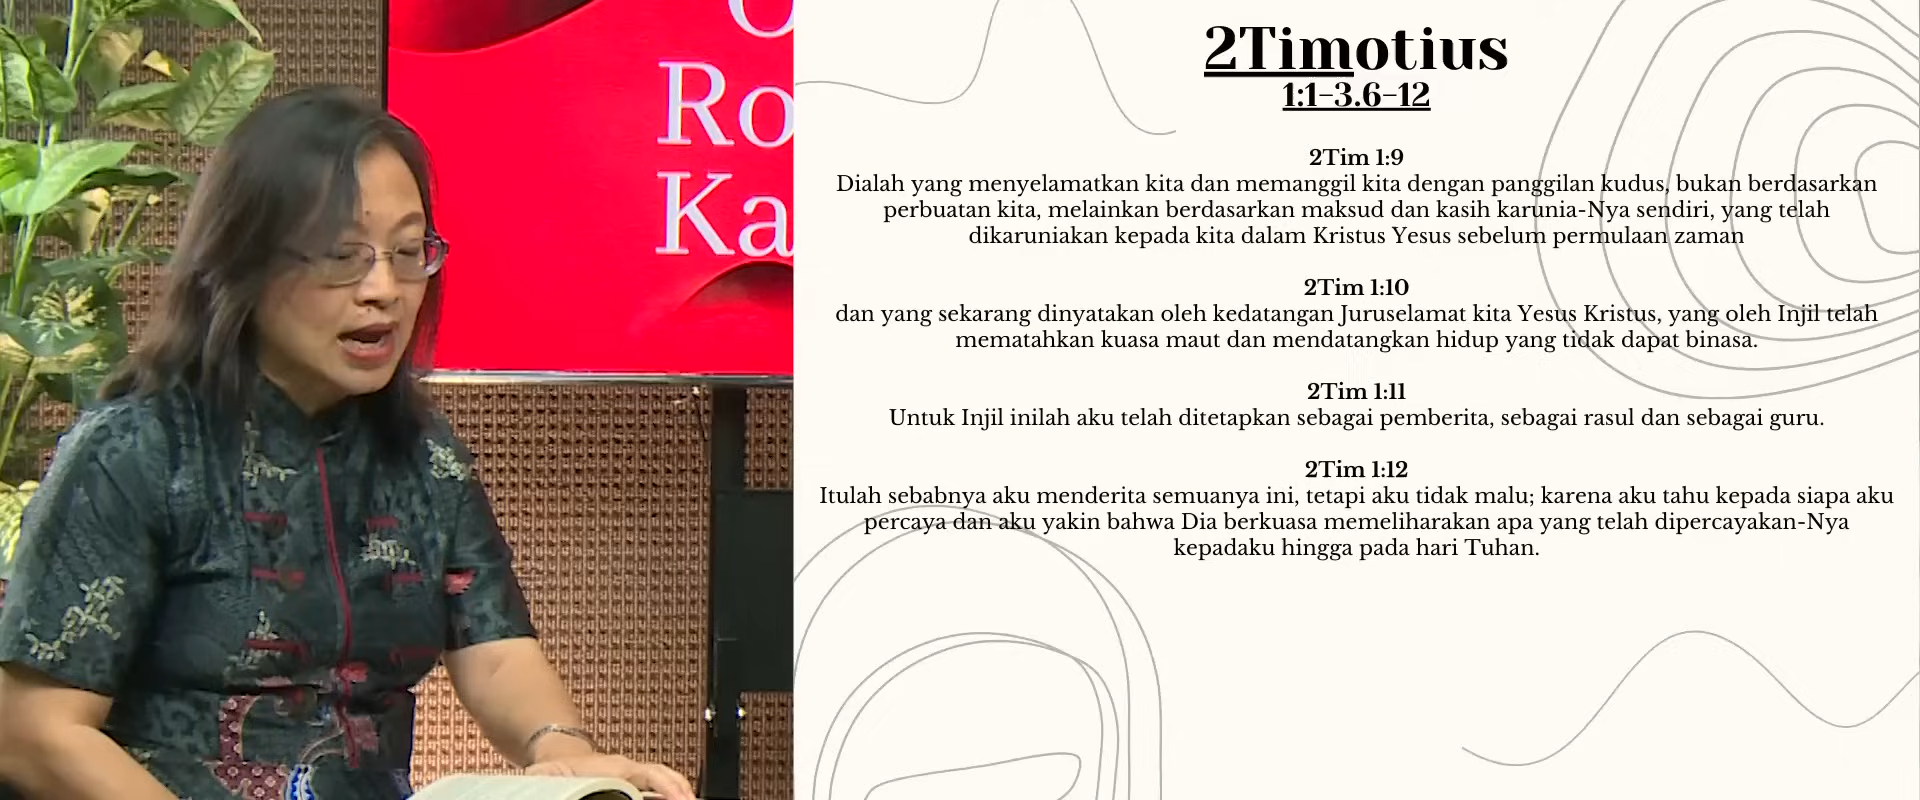 Ro
Ka
2Timotius
1:1-3.6-12
2Tim 1:9
Dialah yang menyelamatkan kita dan memanggil kita dengan panggilan kudus, bukan berdasarkan
perbuatan kita, melainkan berdasarkan maksud dan kasih karunia-Nya sendiri, yang telah
dikaruniakan kepada kita dalam Kristus Yesus sebelum permulaan zaman
2Tim 1:10
dan yang sekarang dinyatakan oleh kedatangan Juruselamat kita Yesus Kristus, yang oleh Injil telah
mematahkan kuasa maut dan mendatangkan hidup yang tidak dapat binasa.
2Tim 1:11
Untuk Injil inilah aku telah ditetapkan sebagai pemberita, sebagai rasul dan sebagai guru.
2Tim 1:12
Itulah sebabnya aku menderita semuanya ini, tetapi aku tidak malu; karena aku tahu kepada siapa aku
percaya dan aku yakin bahwa Dia berkuasa memeliharakan apa yang telah dipercayakan-Nya
kepadaku hingga pada hari Tuhan.